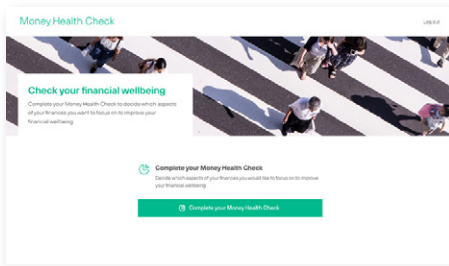 Money Health Check
Log out
Check your financial wellbeing
Complete your Money Health Check to decide which aspects
of your finances you want to focus on to improve your
financial wellbeing.
Complete your Money Health Check
Decide which aspects of your finances you would like to focus on to improve
your financial wellbeing
Complete your Money Health Check